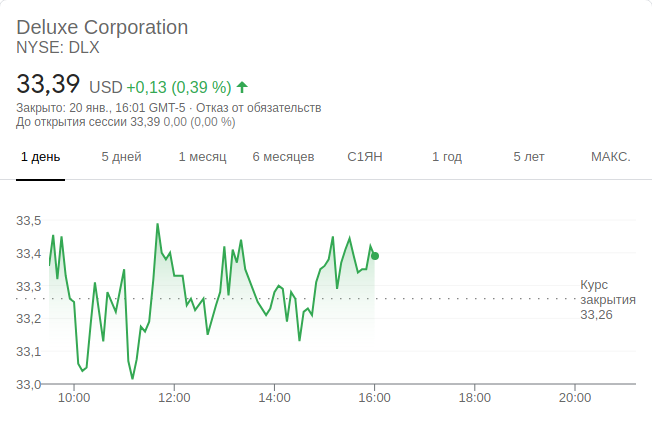 Deluxe Corporation
NYSE: DLX
33,39 USD +0,13 (0,39 %)
Закрыто: 20 янв., 16:01 GMT-5 · Отказ от обязательств
До открытия сессии 33,39 0,00 (0,00 %)
1 день 5 дней 1 месяц 6 месяцев С1ЯН 1 год 5 лет МАКС.
33,5
33,4
33,3
33,2
33,1
33,0
Курс
закрытия
33,26
10:00 12:00 14:00 16:00 18:00 20:00